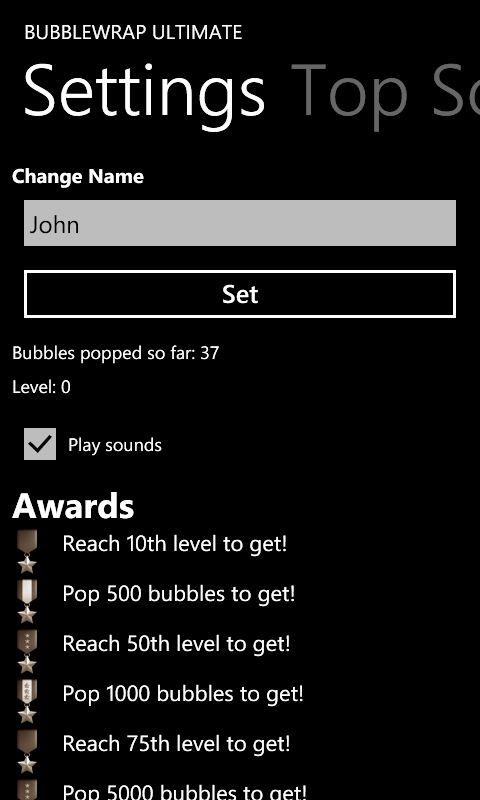 BUBBLEWRAP ULTIMATE
Settings Top Sc
Change Name
John
Set
Bubbles popped so far: 37
Level: 0
Play sounds
Awards
Reach 10th level to get!
Pop 500 bubbles to get!
Reach 50th level to get!
Pop 1000 bubbles to get!
Reach 75th level to get!
Pop 5000 bubbles to get!